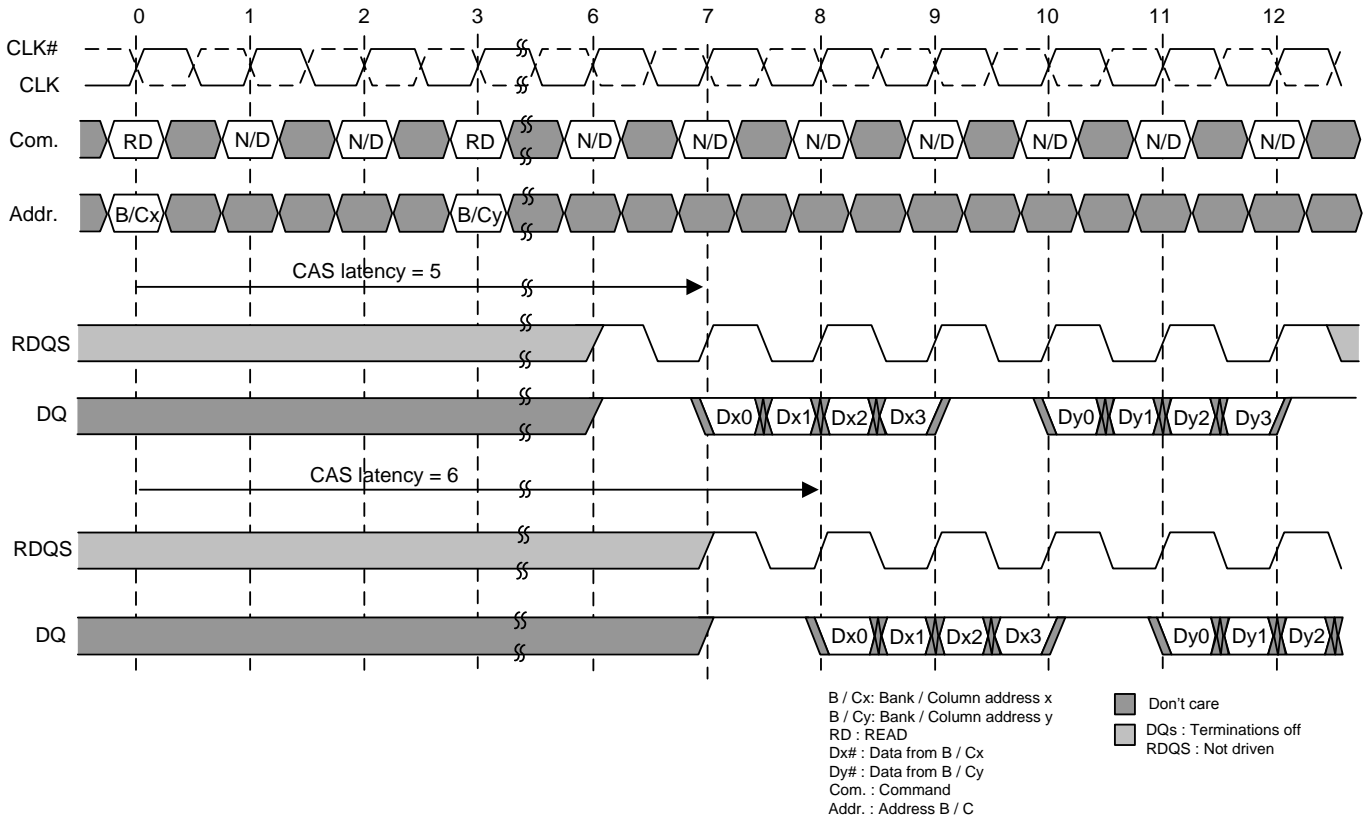 0 1 2 3 6 7 8 9 10 11 12
CLK#
CLK
Com. RD N/D N/D RD N/D N/D N/D N/D N/D N/D N/D
Addr. B/Cx B/Cy
CAS latency = 5
RDQS
DQ Dx0 Dx1 Dx2 Dx3 Dy0 Dy1 Dy2 Dy3
CAS latency = 6
RDQS
DQ Dx0 Dx1 Dx2 Dx3 Dy0 Dy1 Dy2
B / Cx: Bank / Column address x
B / Cy: Bank / Column address y
RD : READ
Dx# : Data from B / Cx
Dy# : Data from B / Cy
Com. : Command
Addr. : Address B / C
Don't care
DQs : Terminations off
RDQS : Not driven